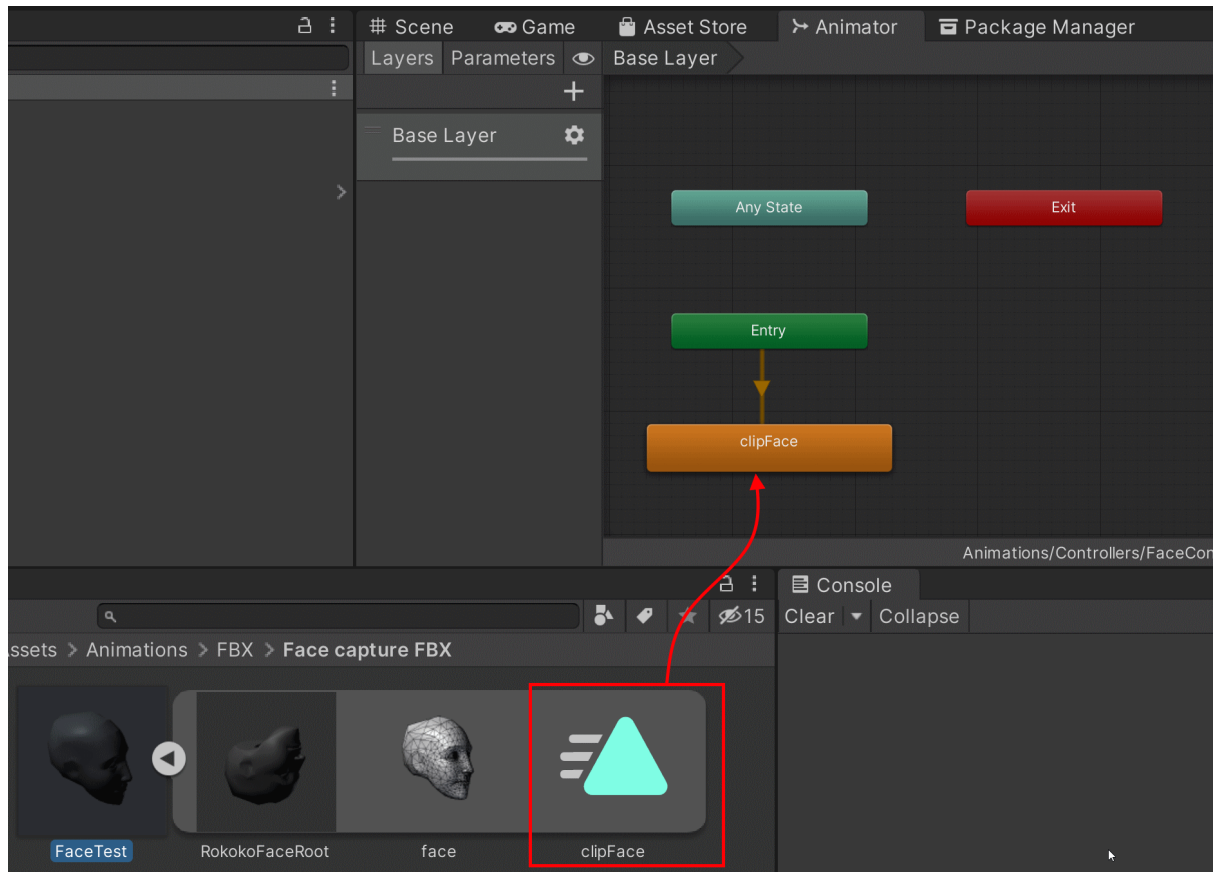 Scene Game Asset Store Animator Package Manager
Layers Parameters Base Layer
Base Layer
Any State Exit
Entry
clipFace
Animations/Controllers/FaceCon
Console
15 Clear Collapse
Assets > Animations > FBX > Face capture FBX
FaceTest RokokoFaceRoot face clipFace